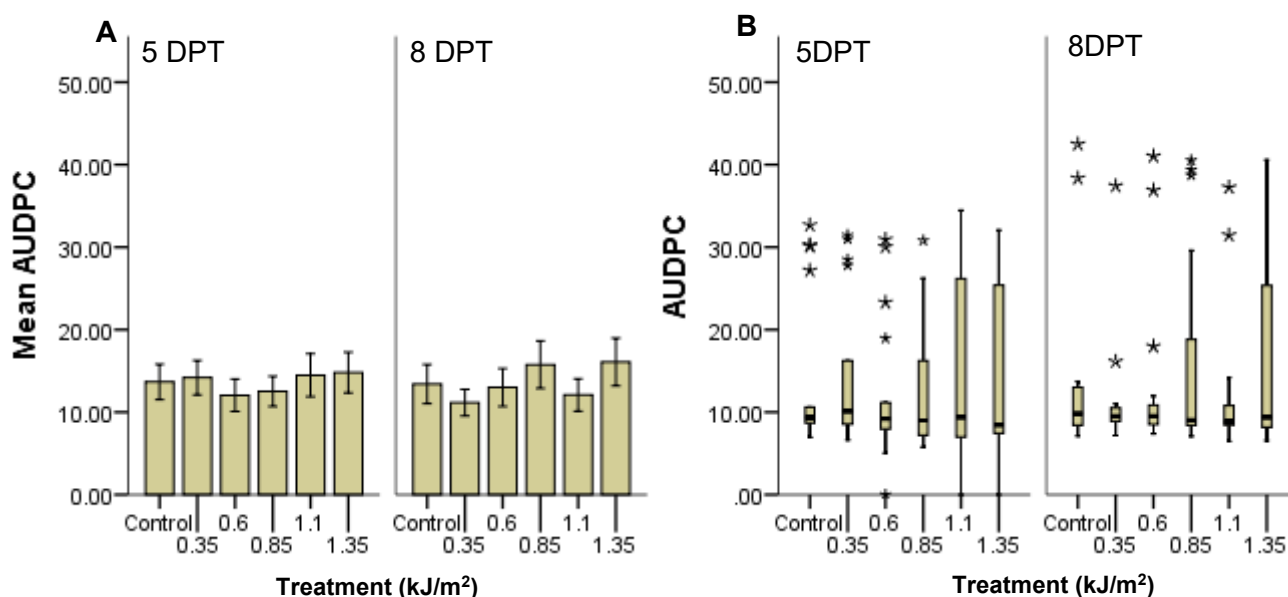 A
5 DPT
8 DPT
Mean AUDPC
50.00
40.00
30.00
20.00
10.00
0.00
Control 0.6 1.1
0.35 0.85 1.35
Control 0.6 1.1
0.35 0.85 1.35
Treatment (kJ/m²)
B
5DPT
8DPT
AUDPC
50.00
40.00
30.00
20.00
10.00
.00
Control 0.6 1.1
0.35 0.85 1.35
Control 0.6 1.1
0.35 0.85 1.35
Treatment (kJ/m²)